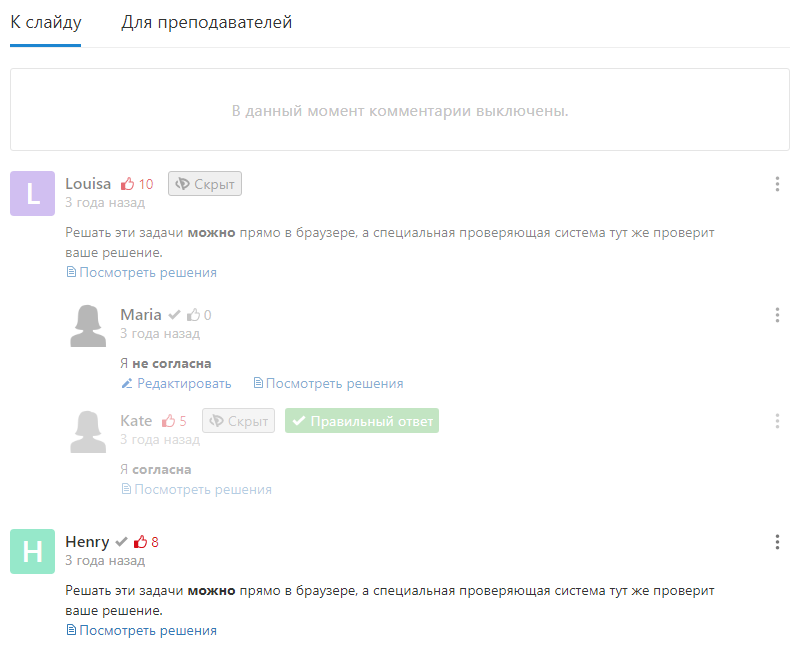 К слайду Для преподавателей
В данный момент комментарии выключены.
L
Louisa 10 Скрыт
3 года назад
Решать эти задачи можно прямо в браузере, а специальная проверяющая система тут же проверит
ваше решение.
Посмотреть решения
Maria 0
3 года назад
Я не согласна
Редактировать Посмотреть решения
Kate 5 Скрыт Правильный ответ
3 года назад
Я согласна
Посмотреть решения
H
Henry 8
3 года назад
Решать эти задачи можно прямо в браузере, а специальная проверяющая система тут же проверит
ваше решение.
Посмотреть решения